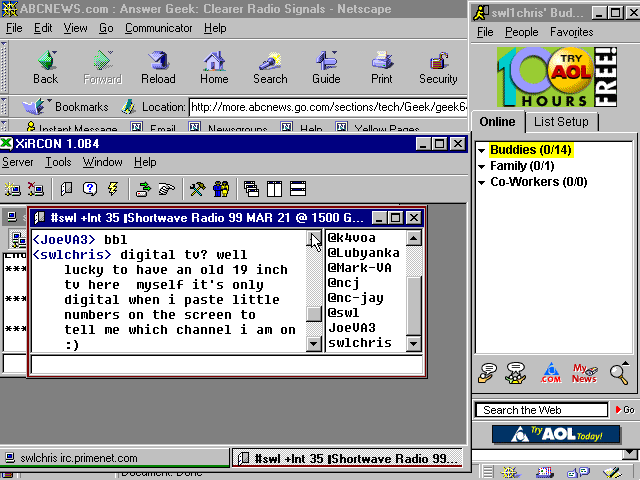 ABCNEWS.com : Answer Geek: Clearer Radio Signals - Netscape
File Edit View Go Communicator Help
Back Forward Reload Home Search Guide Print Security
Bookmarks Location: http://more.abcnews.go.com/sections/tech/Geek/geek6
Instant Message Email Newsgroups Help Yellow Pages
XiRCON 1.0B4
Server Tools Window Help
#swl +lnt 35 |Shortwave Radio 99 MAR 21 @ 1500 G...
<JoeVA3> bbl
<swlchris> digital tv? well
lucky to have an old 19 inch
tv here myself it's only
digital when i paste little
numbers on the screen to
tell me which channel i am on
:)
@k4voa
@Lubyanka
@Mark-VA
@ncj
@nc-jay
@swl
JoeVA3
swlchris
***
***
***
swlchris irc.primenet.com
#swl +lnt 35 |Shortwave Radio 99...
Document: Done
swl1chris' Bud...
File People Favorites
100 TRY AOL FREE!
HOURS
Online List Setup
Buddies (0/14)
Family (0/1)
Co-Workers (0/0)
.COM
My News
Search the Web Go
Try AOL Today!